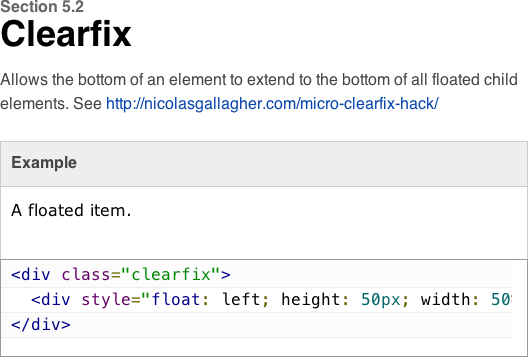 Section 5.2
Clearfix
Allows the bottom of an element to extend to the bottom of all floated child
elements. See http://nicolasgallagher.com/micro-clearfix-hack/
Example
A floated item.
<div class="clearfix">
<div style="float: left; height: 50px; width: 50
</div>